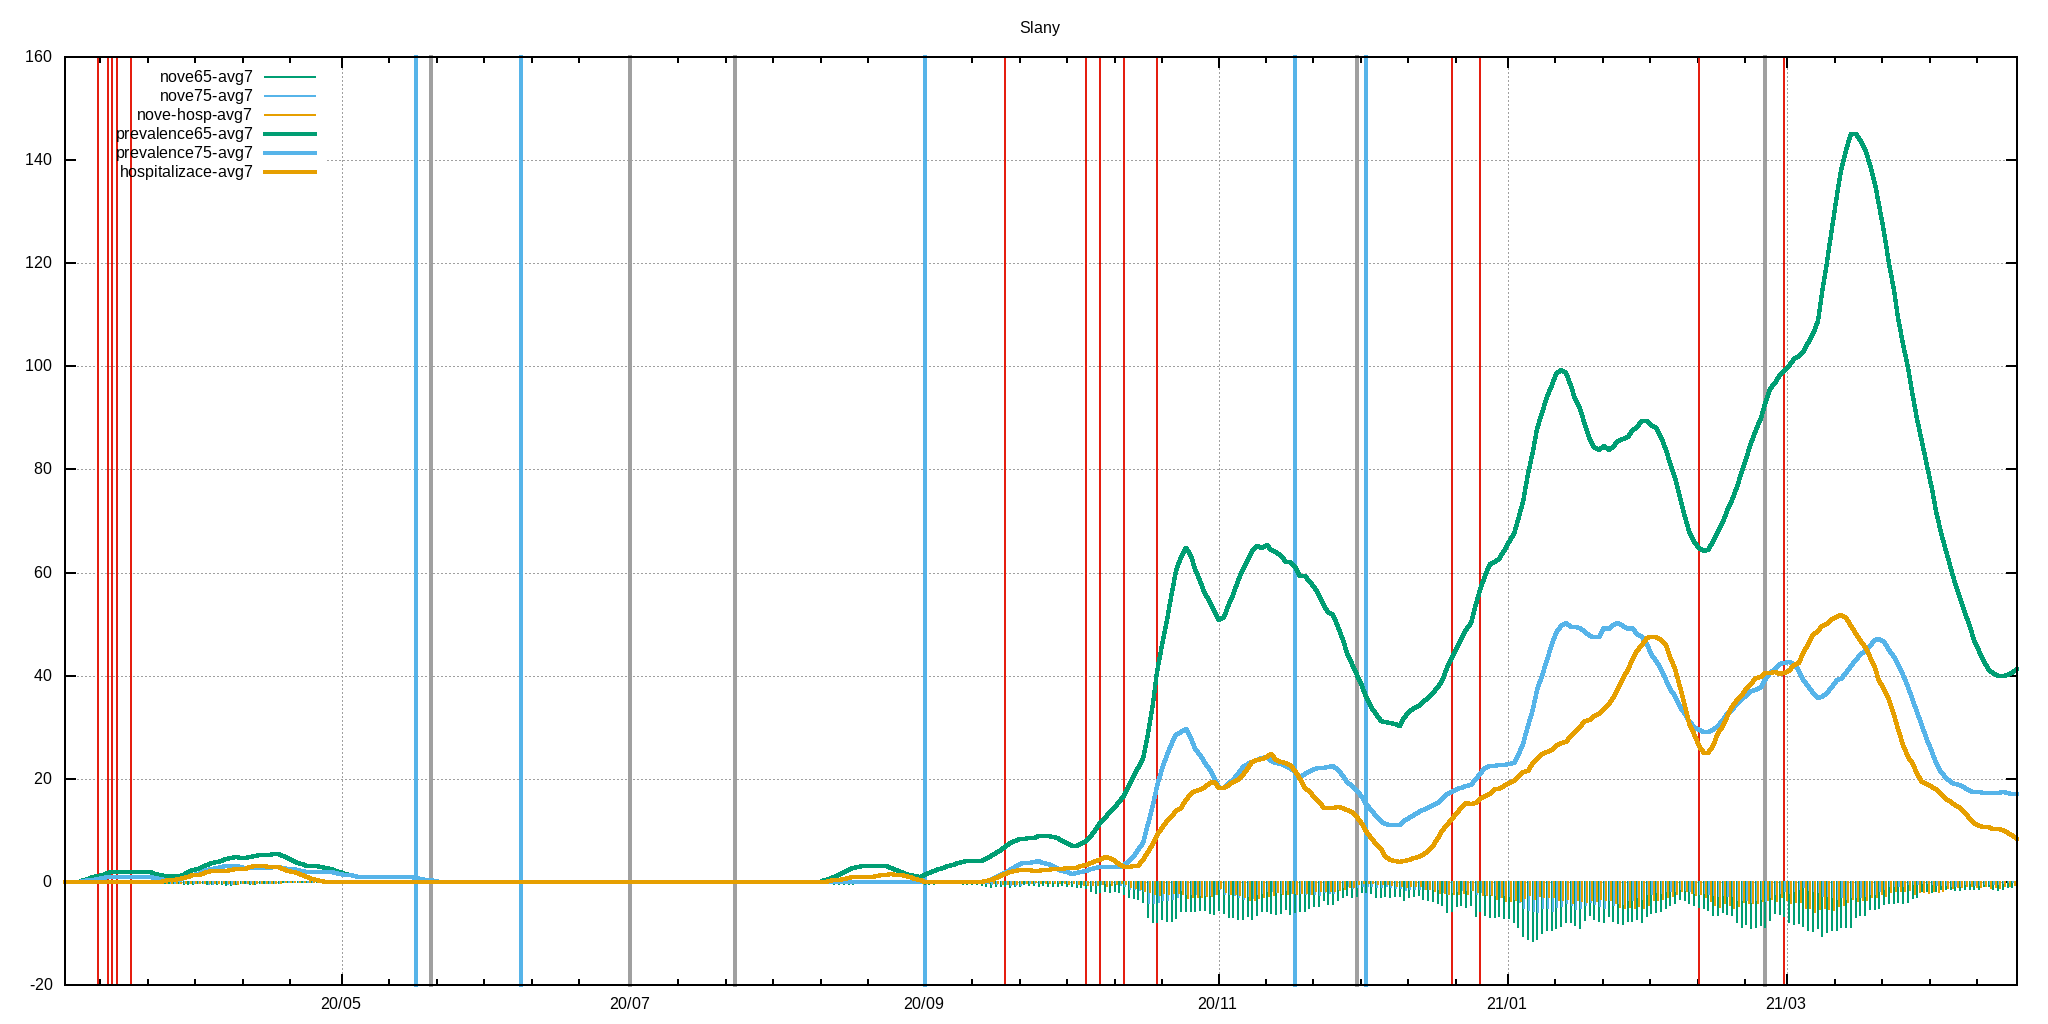 Slany
160
140
120
100
80
60
40
20
0
-20
nove65-avg7
nove75-avg7
nove-hosp-avg7
prevalence65-avg7
prevalence75-avg7
hospitalizace-avg7
20/05 20/07 20/09 20/11 21/01 21/03